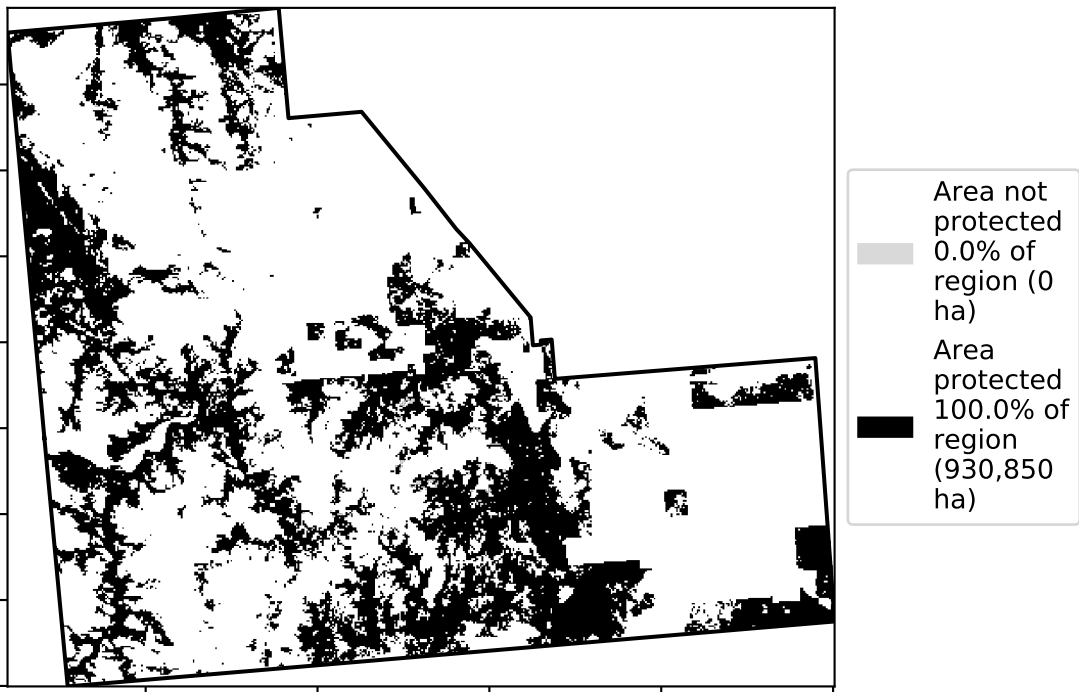 Area not
protected
0.0% of
region (0
ha)
Area
protected
100.0% of
region
(930,850
ha)